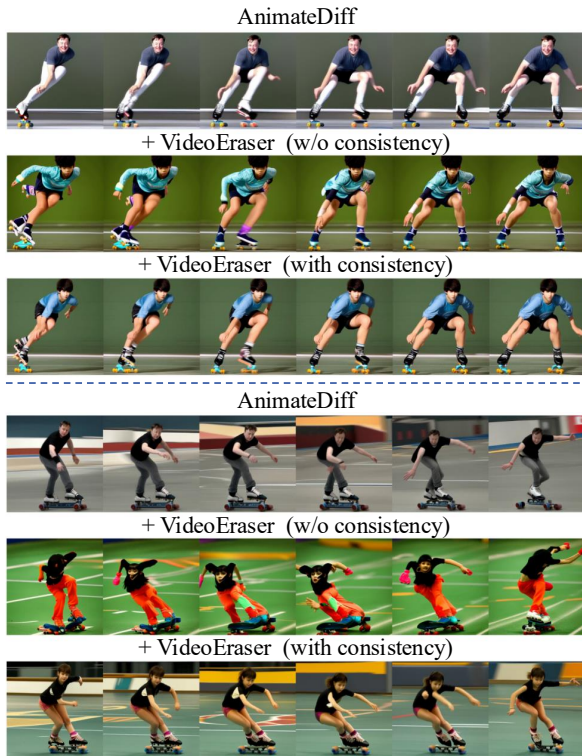 AnimateDiff
+ VideoEraser (w/o consistency)
+ VideoEraser (with consistency)
AnimateDiff
+ VideoEraser (w/o consistency)
+ VideoEraser (with consistency)